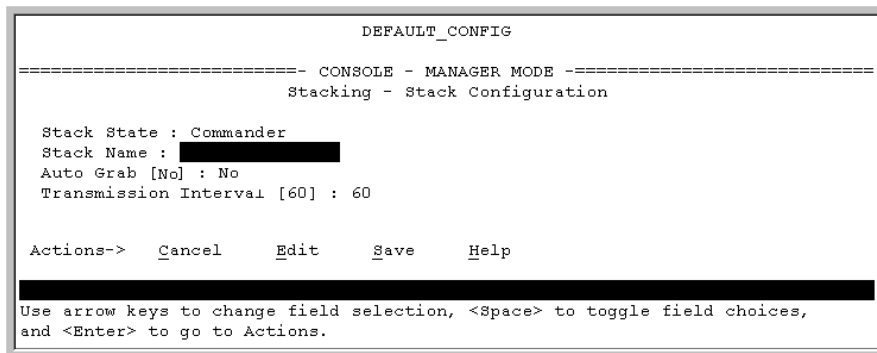 DEFAULT_CONFIG
==========================- CONSOLE - MANAGER MODE -============================
Stacking - Stack Configuration
Stack State : Commander
Stack Name :
Auto Grab [No] : No
Transmission Interval [60] : 60
Actions-> Cancel Edit Save Help
Use arrow keys to change field selection, <Space> to toggle field choices,
and <Enter> to go to Actions.